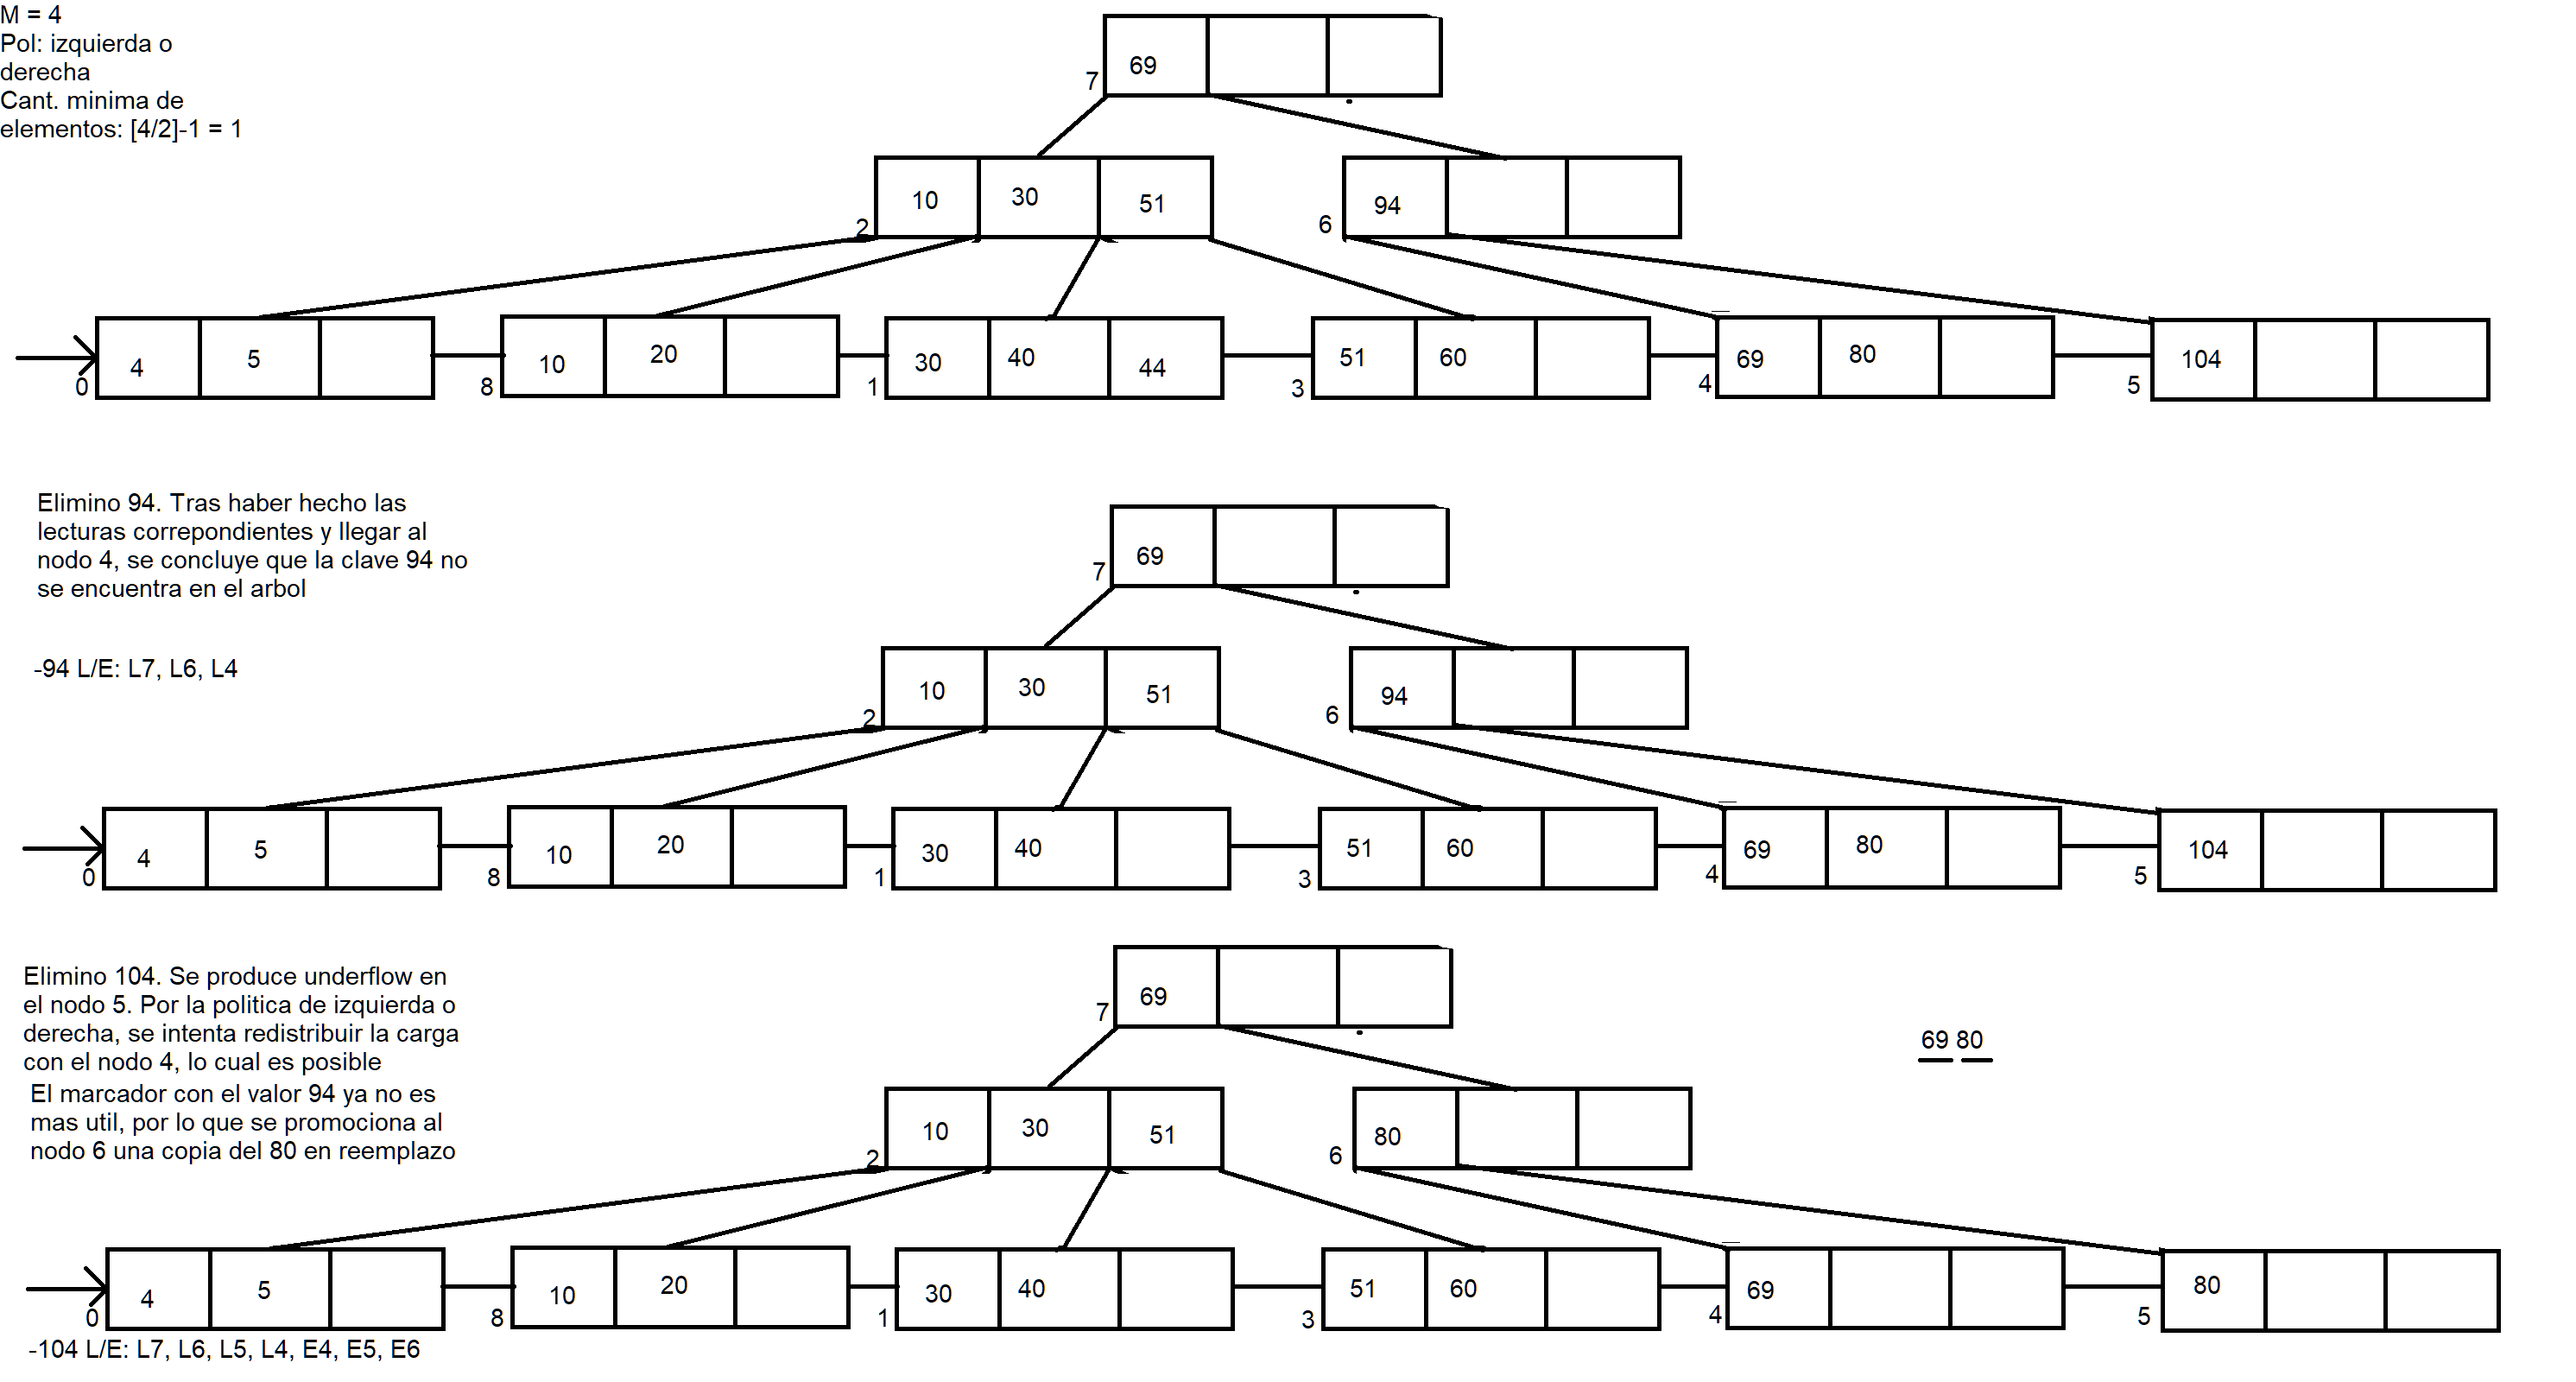 M = 4
Pol: izquierda o
derecha
Cant. minima de
elementos: [4/2]-1 = 1
7 69
2 10 30 51
6 94
0 4 5
8 10 20
1 30 40 44
3 51 60
4 69 80
5 104
Elimino 94. Tras haber hecho las
lecturas correpondientes y llegar al
nodo 4, se concluye que la clave 94 no
se encuentra en el arbol
-94 L/E: L7, L6, L4
7 69
2 10 30 51
6 94
0 4 5
8 10 20
1 30 40
3 51 60
4 69 80
5 104
Elimino 104. Se produce underflow en
el nodo 5. Por la politica de izquierda o
derecha, se intenta redistribuir la carga
con el nodo 4, lo cual es posible
El marcador con el valor 94 ya no es
mas util, por lo que se promociona al
nodo 6 una copia del 80 en reemplazo
7 69
69 80
2 10 30 51
6 80
0 4 5
8 10 20
1 30 40
3 51 60
4 69
5 80
-104 L/E: L7, L6, L5, L4, E4, E5, E6